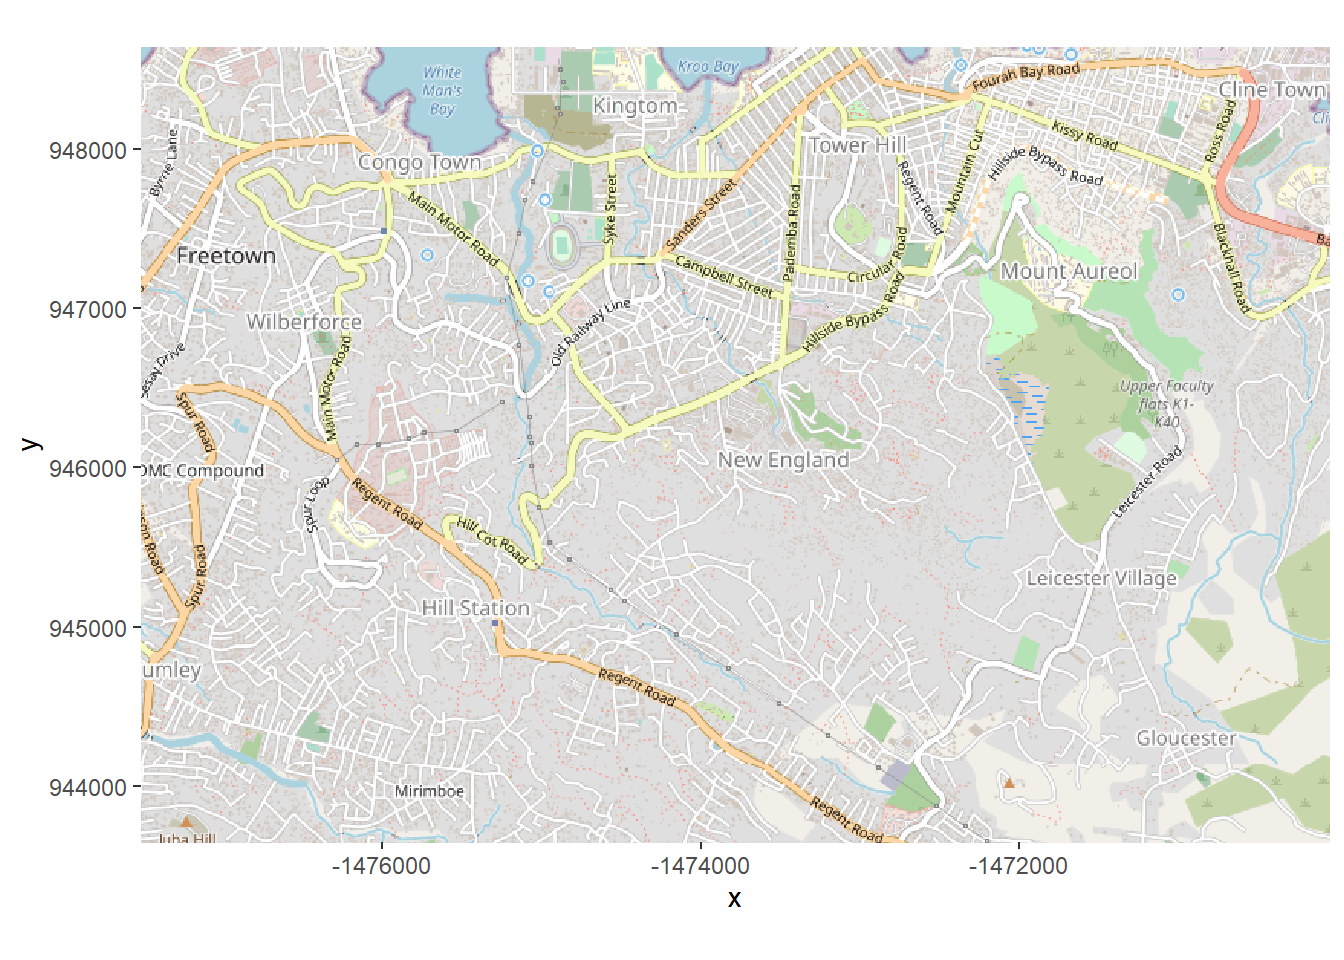 White
Man's
Bay
Kroo Bay
Fourah Bay Road
Cline Town
Kingtom
Ross Road
Kissy Road
948000
Byrne Lane
Congo Town
Tower Hill
Mountain Cut
Hillside Bypass Road
Regent Road
Main Motor Road
Syke Street
Sanders Street
Pademba Road
Freetown
Campbell Street
Circular Road
Mount Aureol
Blackhall Road
947000
Wilberforce
Old Railway Line
Hillside Bypass Road
Main Motor Road
Upper Faculty
flats K1-
K40
Spur Road
y
946000
OMC Compound
New England
Spur Loop
Regent Road
Leicester Road
Hill Cot Road
Spur Road
Leicester Village
Hill Station
945000
umley
Regent Road
Gloucester
944000
Mirimboe
Regent Road
Juba Hill
-1476000
-1474000
-1472000
x